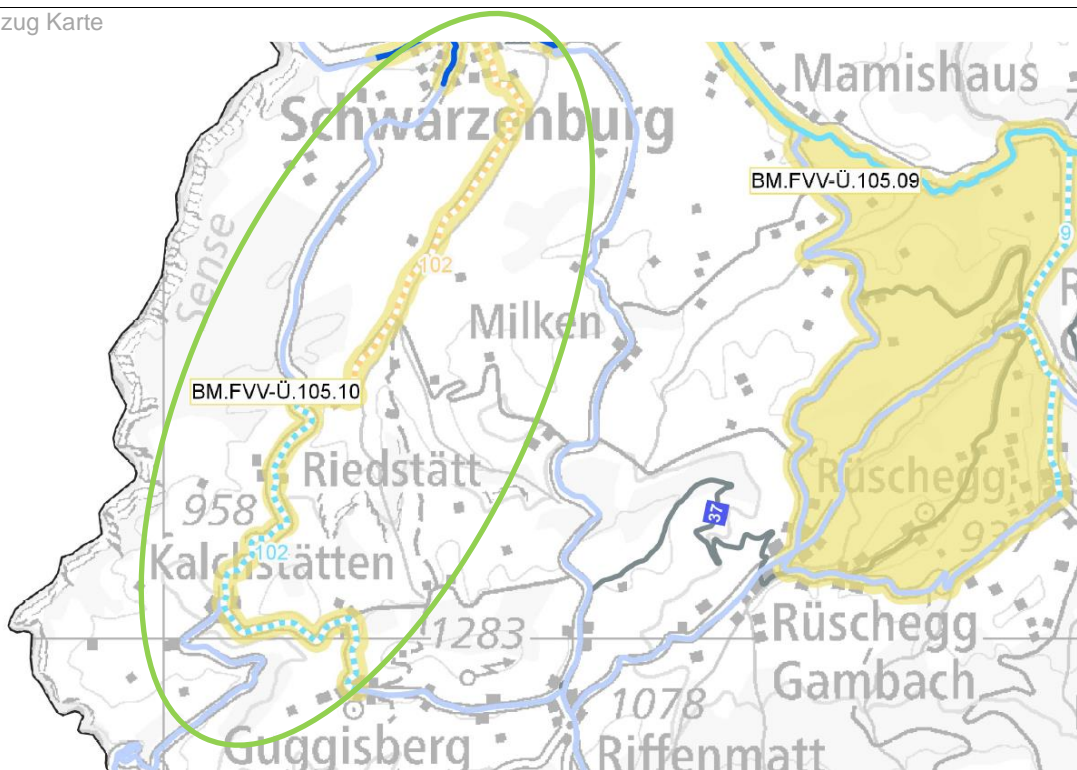 zug Karte
Mamishaus
Schwarzenburg
BM.FVV-Ü.105.09
Sense
9
102
Milken
BM.FVV-Ü.105.10
Riedstätt
Rüschegg
958
37
102
Kalchstätten
1283
Rüschegg
Gambach
1078
Guggisberg
Riffenmatt